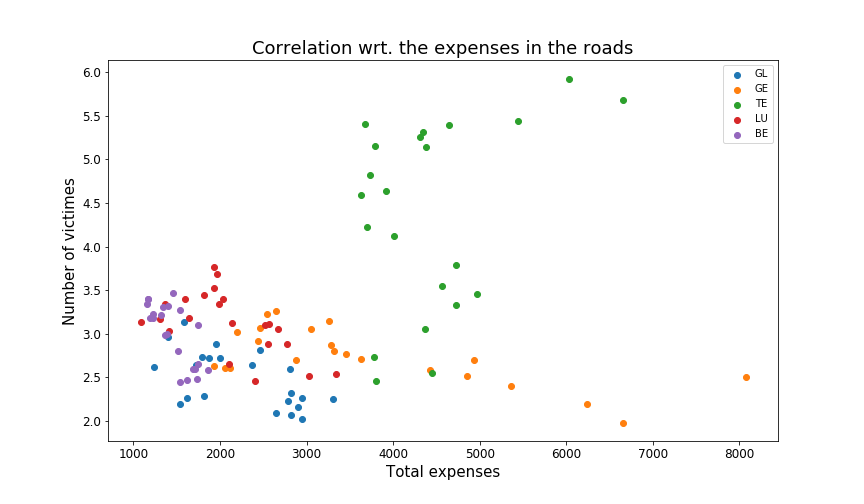 Correlation wrt. the expenses in the roads
GL
GE
TE
LU
BE
Number of victimes
6.0
5.5
5.0
4.5
4.0
3.5
3.0
2.5
2.0
1000 2000 3000 4000 5000 6000 7000 8000
Total expenses